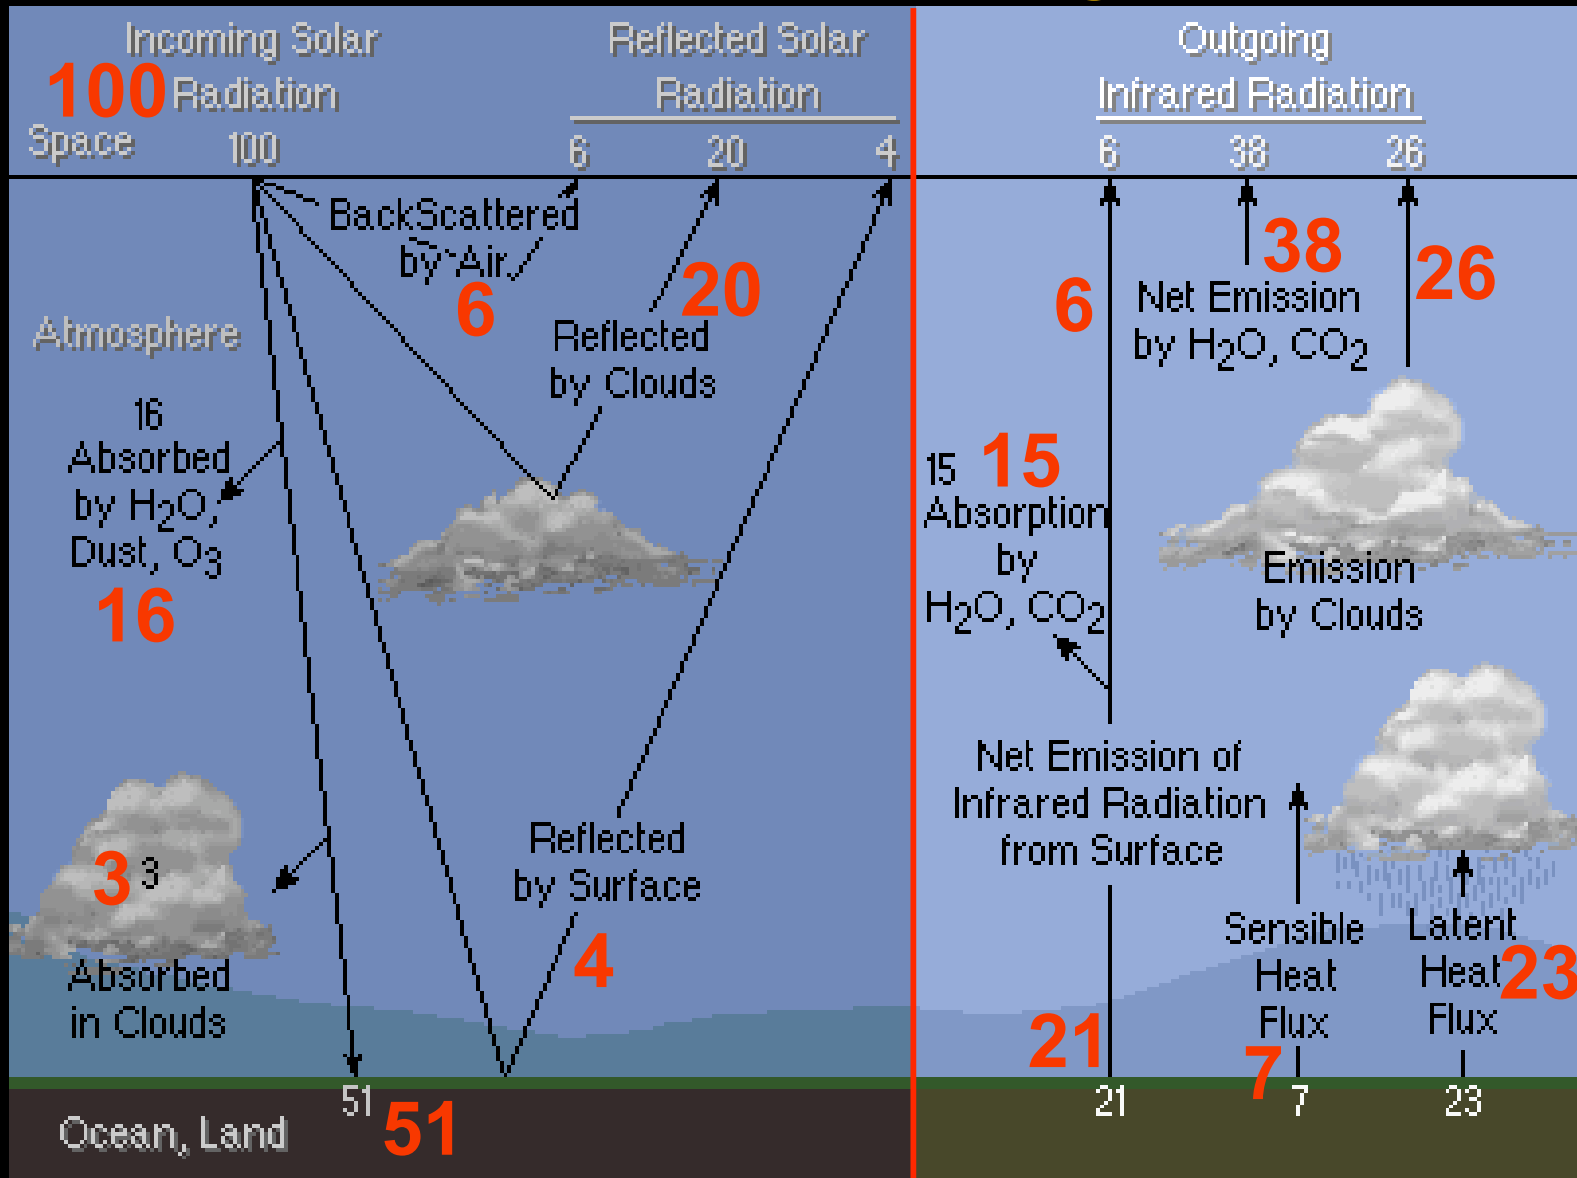 Incoming Solar
100 Radiation
Space 100
Reflected Solar
Radiation
6 20 4
BackScattered
by Air
6
20
Reflected
by Clouds
Atmosphere
16
Absorbed
by H2O,
Dust, O3
16
3 3
Absorbed
in Clouds
Reflected
by Surface
4
51 51
Ocean, Land
Outgoing
Infrared Radiation
6 38 26
6
38
Net Emission
by H2O, CO2
26
15 15
Absorption
by
H2O, CO2
Emission
by Clouds
Net Emission of
Infrared Radiation
from Surface
21
21
Sensible
Heat
Flux
7
7
Latent
Heat 23
Flux
23